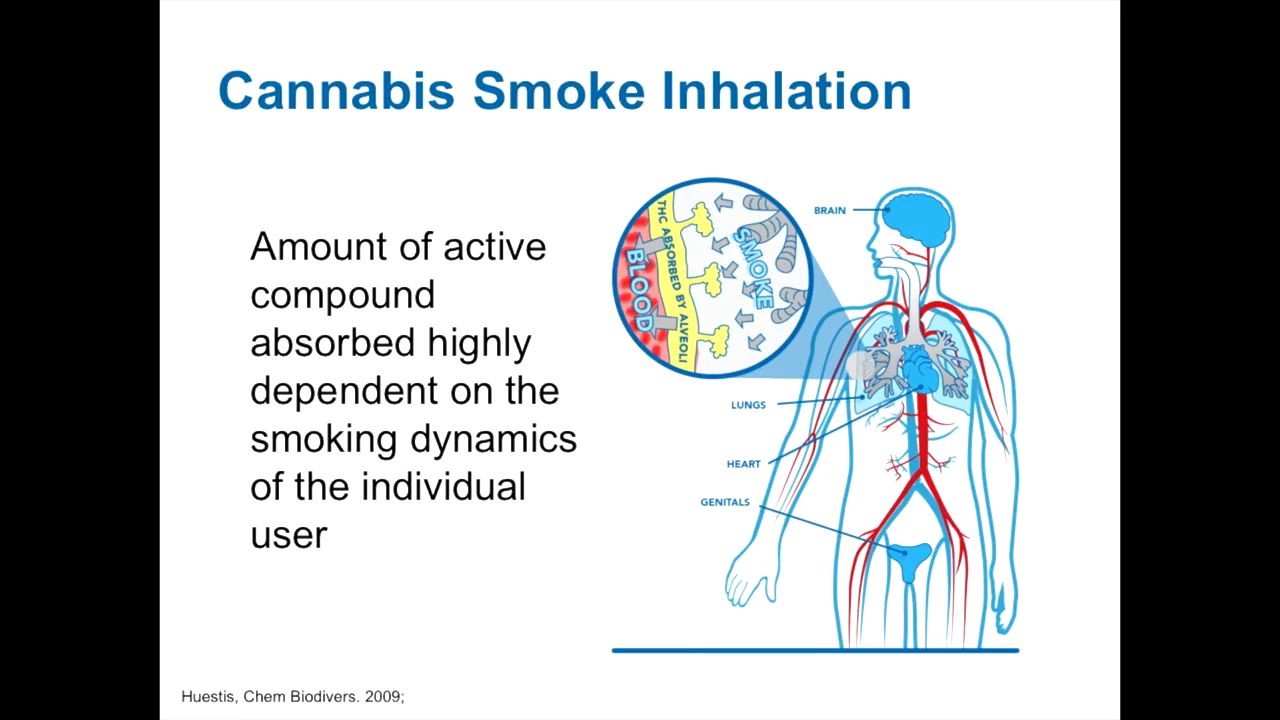 Cannabis Smoke Inhalation
Amount of active
compound
absorbed highly
dependent on the
smoking dynamics
of the individual
user
THC ABSORBED BY ALVEOLI
SMOKE
BLOOD
BRAIN
LUNGS
HEART
GENITALS
Huestis, Chem Biodivers. 2009;